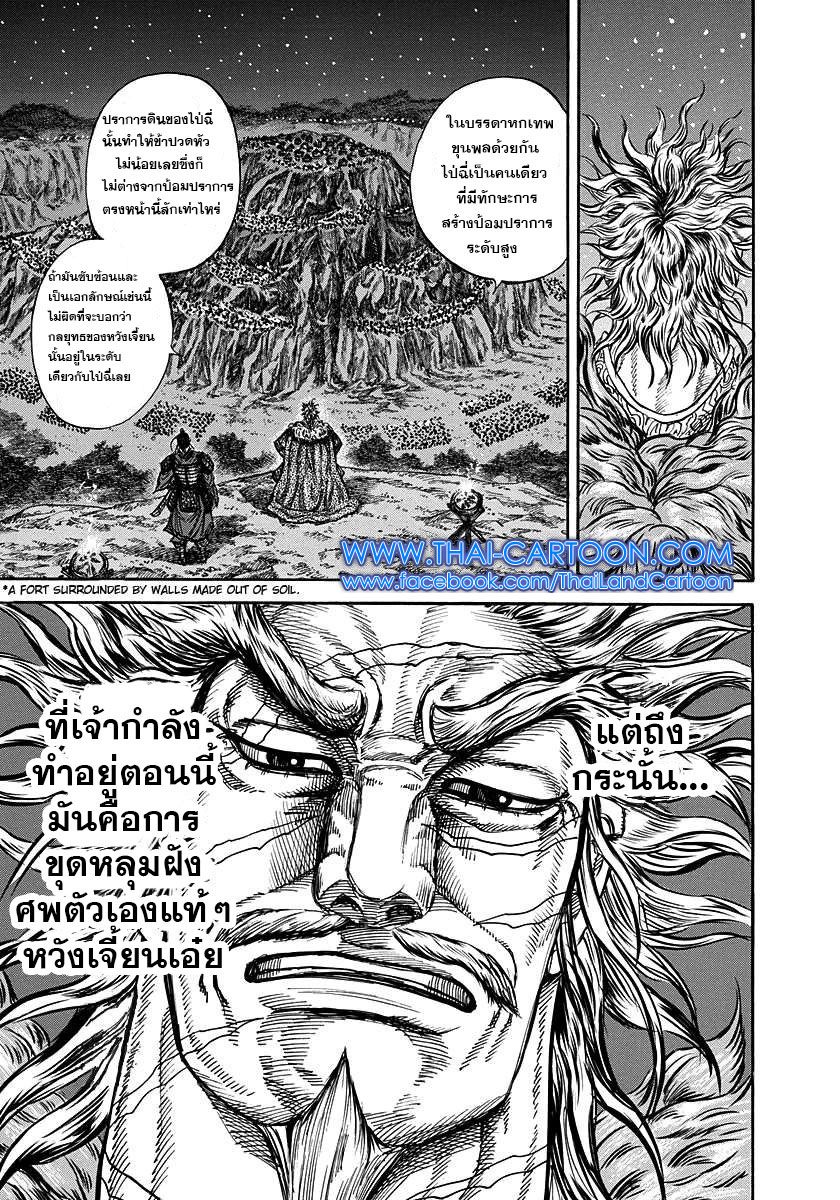 ในบรรดาหกเทพ
ขุนพลด้วยกัน
ไป่ฉี่เป็นคนเดียว
ที่มีทักษะการ
สร้างป้อมปราการ
ระดับสูง
ปราการดินของไป่ฉี่
นั้นทำให้ข้าปวดหัว
ไม่น้อยเลยซึ่งก็
ไม่ต่างจากป้อมปราการ
ตรงหน้านี้สักเท่าไหร่
ถ้ามันซับซ้อนและ
เป็นเอกลักษณ์เช่นนี้
ไม่ผิดที่จะบอกว่า
กลยุทธของหวังเจี๋ยน
นั้นอยู่ในระดับ
เดียวกับไป่ฉี่เลย
WWW.THAI-CARTOON.COM
www.facebook.com/ThaiLandCartoon
*A FORT SURROUNDED BY WALLS MADE OUT OF SOIL.
แต่ถึง
กระนั้น...
ที่เจ้ากำลัง
ทำอยู่ตอนนี้
มันคือการ
ขุดหลุมฝัง
ศพตัวเองแท้ๆ
หวังเจี๋ยนเอ๋ย